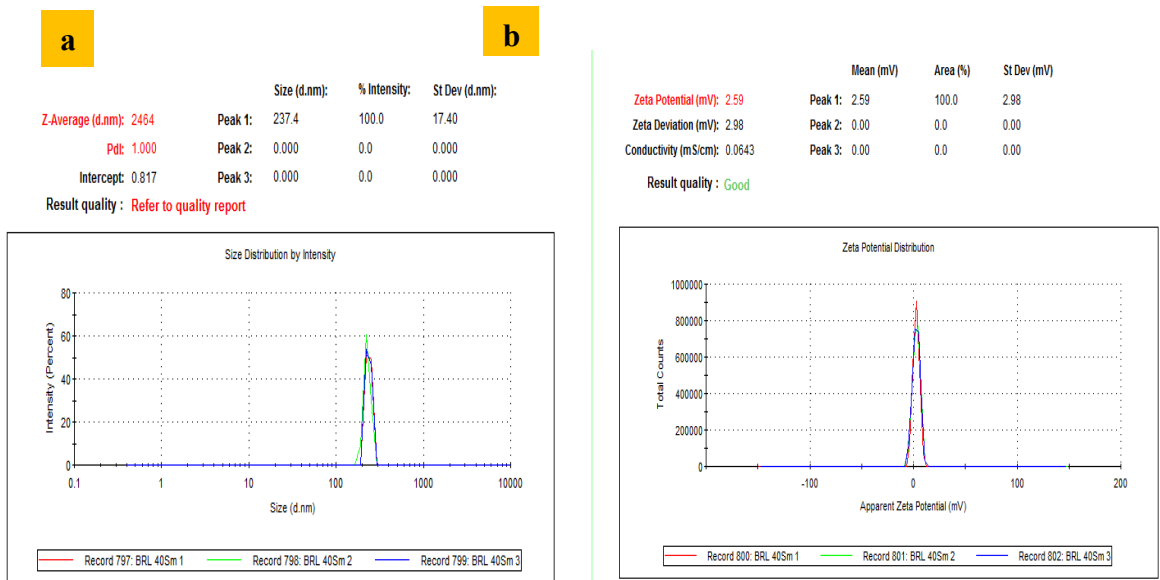 a
b
Size (d.nm): % Intensity: St Dev (d.nm):
Z-Average (d.nm): 2464 Peak 1: 237.4 100.0 17.40
Pdl: 1.000 Peak 2: 0.000 0.0 0.000
Intercept: 0.817 Peak 3: 0.000 0.0 0.000
Result quality : Refer to quality report
Size Distribution by Intensity
Intensity (Percent)
80
60
40
20
0
0.1 1 10 100 1000 10000
Size (d.nm)
Record 797: BRL 40Sm 1 Record 798: BRL 40Sm 2 Record 799: BRL 40Sm 3
Mean (mV) Area (%) St Dev (mV)
Zeta Potential (mV): 2.59 Peak 1: 2.59 100.0 2.98
Zeta Deviation (mV): 2.98 Peak 2: 0.00 0.0 0.00
Conductivity (mS/cm): 0.0643 Peak 3: 0.00 0.0 0.00
Result quality : Good
Zeta Potential Distribution
Total Counts
1000000
800000
600000
400000
200000
0
-100 0 100 200
Apparent Zeta Potential (mV)
Record 800: BRL 40Sm 1 Record 801: BRL 40Sm 2 Record 802: BRL 40Sm 3